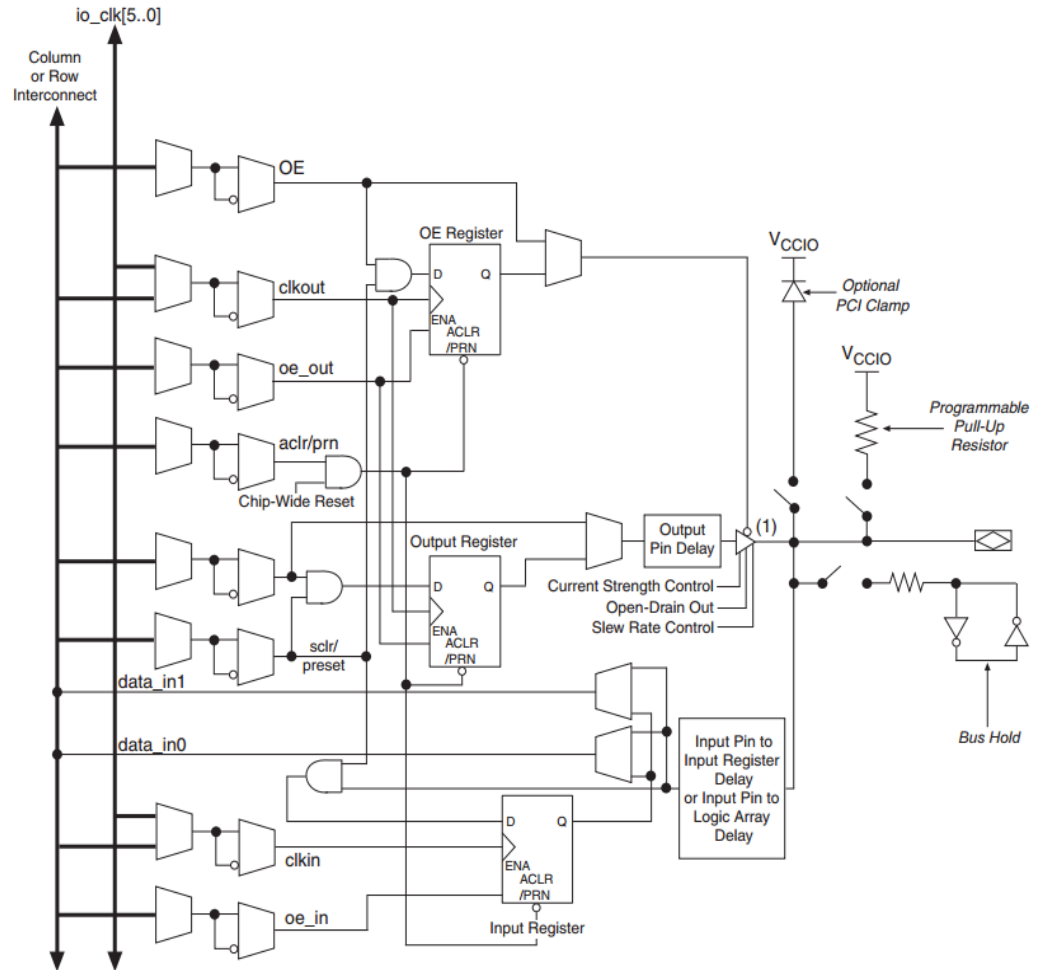 io_clk[5..0]
Column
or Row
Interconnect
OE
OE Register
D
Q
ENA
ACLR
/PRN
clkout
oe_out
aclr/prn
Chip-Wide Reset
VCCIO
Optional
PCI Clamp
VCCIO
Programmable
Pull-Up
Resistor
Output Register
D
Q
ENA
ACLR
/PRN
sclr/
preset
Output
Pin Delay
(1)
Current Strength Control
Open-Drain Out
Slew Rate Control
data_in1
data_in0
Input Pin to
Input Register
Delay
or Input Pin to
Logic Array
Delay
Bus Hold
D
Q
ENA
ACLR
/PRN
clkin
oe_in
Input Register